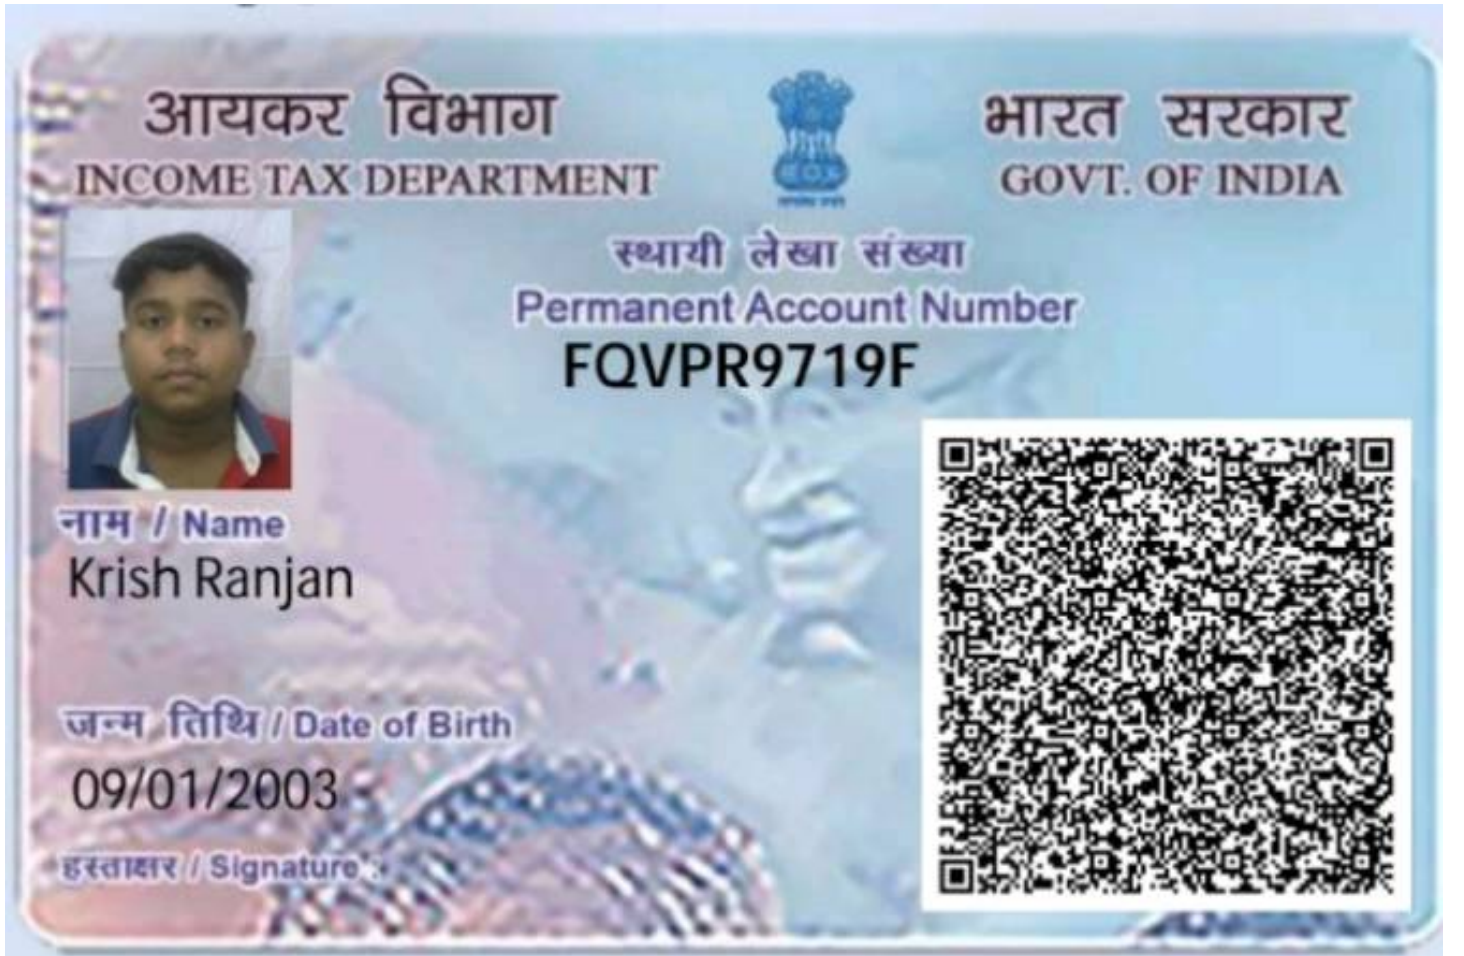 आयकर विभाग
INCOME TAX DEPARTMENT
भारत सरकार
GOVT. OF INDIA
स्थायी लेखा संख्या
Permanent Account Number
FQVPR9719F
नाम / Name
Krish Ranjan
जन्म तिथि / Date of Birth
09/01/2003
हस्ताक्षर / Signature :